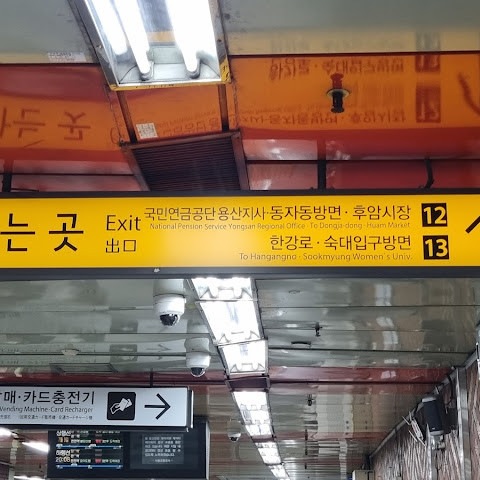 는 곳
Exit
出口
국민연금공단 용산지사·동자동방면·후암시장 12
National Pension Service Yongsan Regional Office · To Dongja-dong · Huam Market
한강로·숙대입구방면 13
To Hangangno · Sookmyung Women's Univ.
매·카드충전기
Vending Machine·Card Recharger